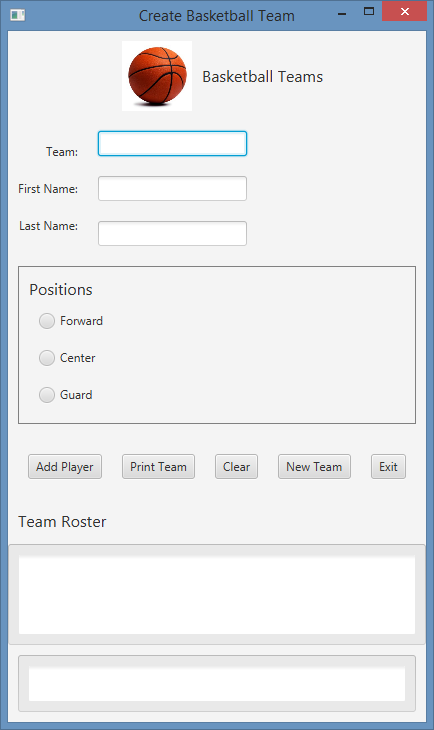 Create Basketball Team
Basketball Teams
Team:
First Name:
Last Name:
Positions
Forward
Center
Guard
Add Player Print Team Clear New Team Exit
Team Roster